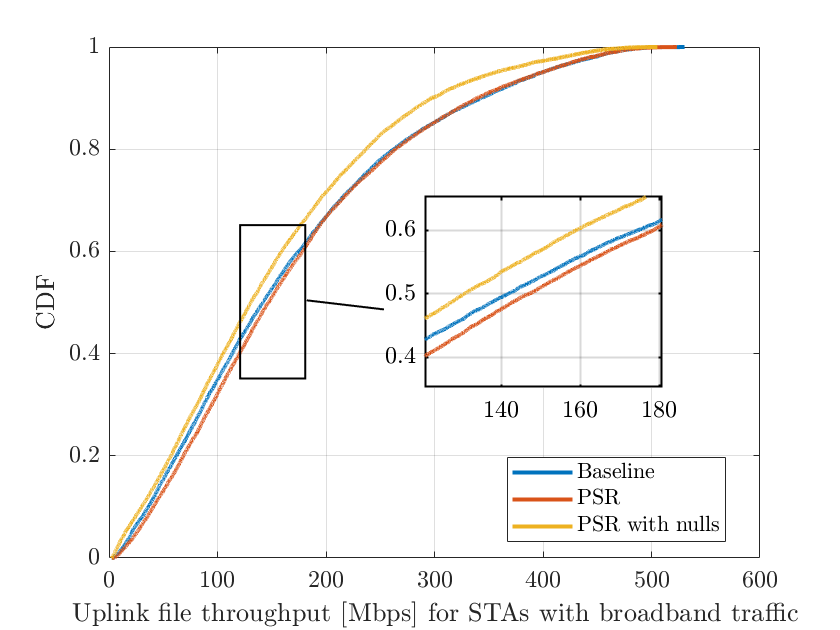 1
0.8
0.6
0.4
0.2
0
CDF
0.6
0.5
0.4
140 160 180
Baseline
PSR
PSR with nulls
0 100 200 300 400 500 600
Uplink file throughput [Mbps] for STAs with broadband traffic